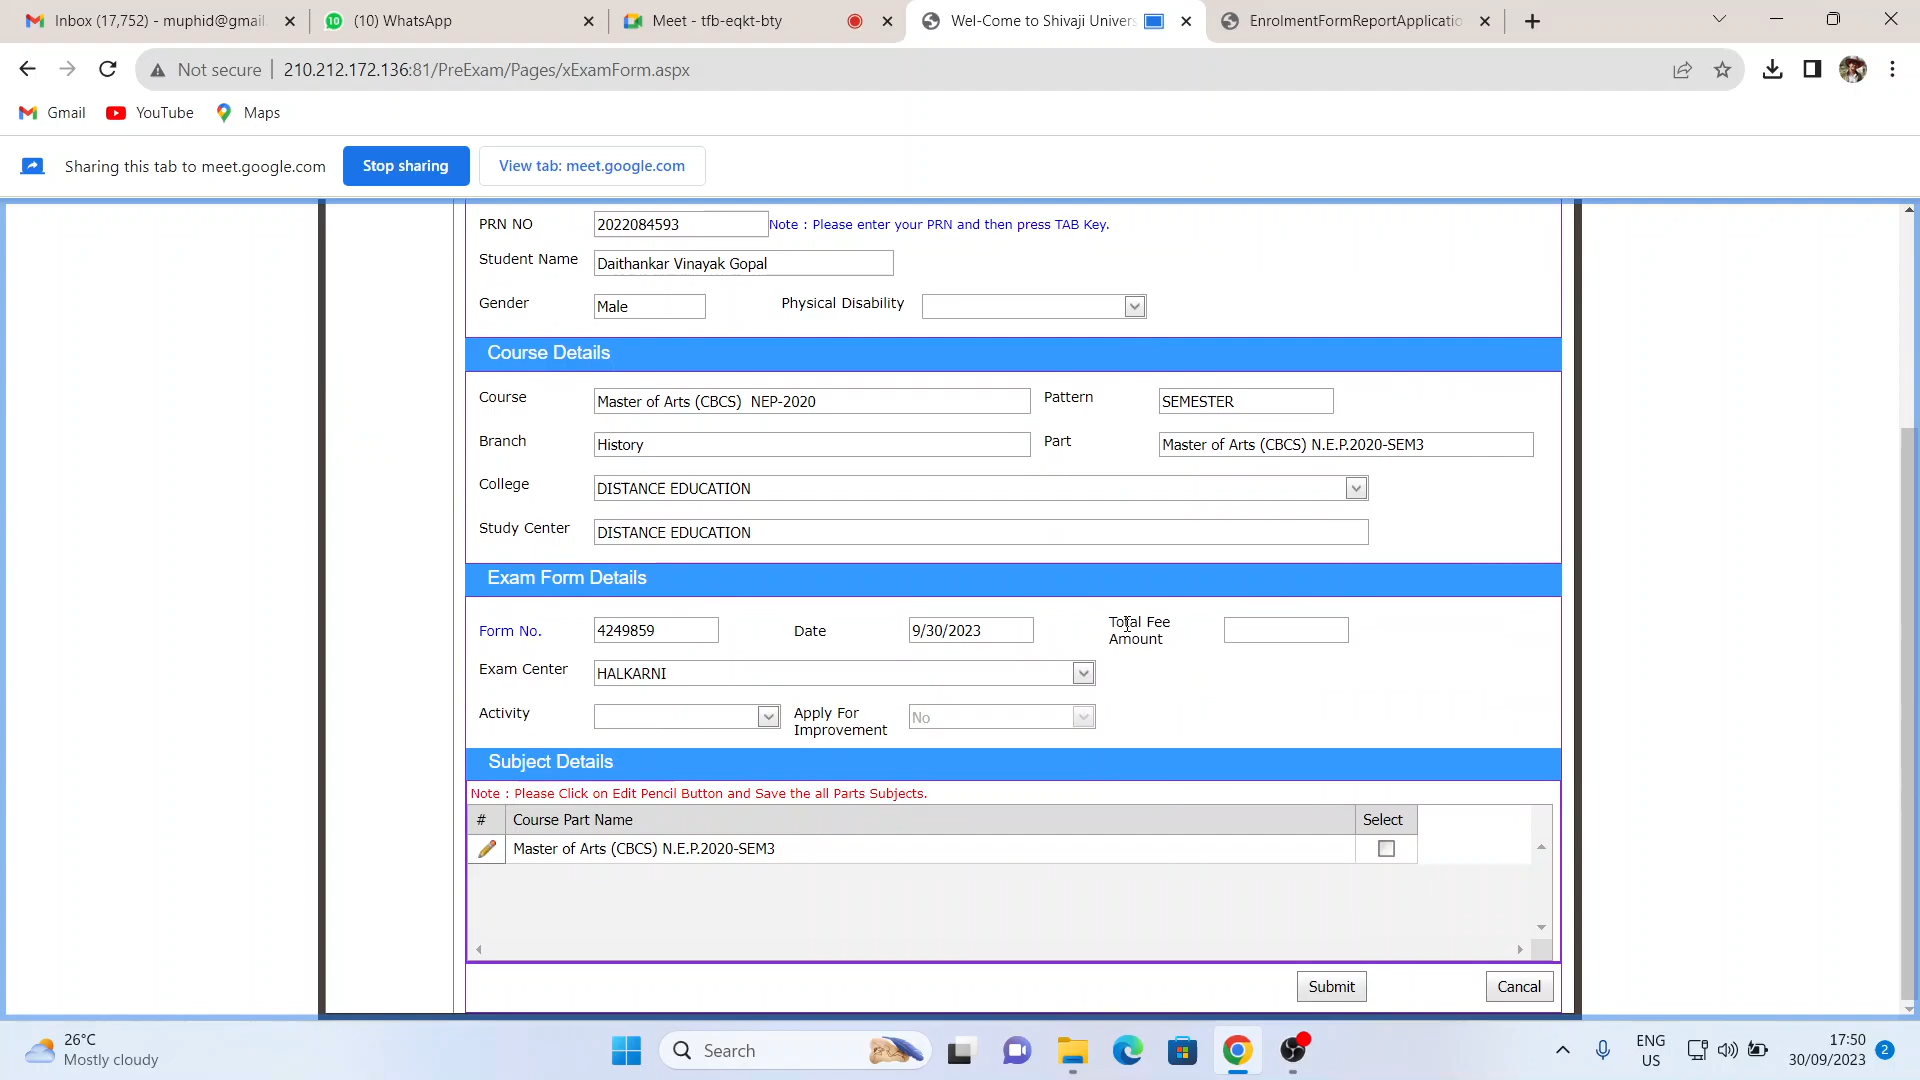 Inbox (17,752) - muphid@gmail.
(10) WhatsApp
Meet - tfb-eqkt-bty
Wel-Come to Shivaji Univers
EnrolmentFormReportApplicatio
Not secure
210.212.172.136:81/PreExam/Pages/xExamForm.aspx
Gmail
YouTube
Maps
Sharing this tab to meet.google.com
Stop sharing
View tab: meet.google.com
PRN NO
2022084593
Note : Please enter your PRN and then press TAB Key.
Student Name
Daithankar Vinayak Gopal
Gender
Male
Physical Disability
Course Details
Course
Master of Arts (CBCS)  NEP-2020
Pattern
SEMESTER
Branch
History
Part
Master of Arts (CBCS) N.E.P.2020-SEM3
College
DISTANCE EDUCATION
Study Center
DISTANCE EDUCATION
Exam Form Details
Form No.
4249859
Date
9/30/2023
Total Fee
Amount
Exam Center
HALKARNI
Activity
Apply For
Improvement
No
Subject Details
Note : Please Click on Edit Pencil Button and Save the all Parts Subjects.
#
Course Part Name
Select
Master of Arts (CBCS) N.E.P.2020-SEM3
Submit
Cancal
26°C
Mostly cloudy
Search
ENG
US
17:50
30/09/2023
2